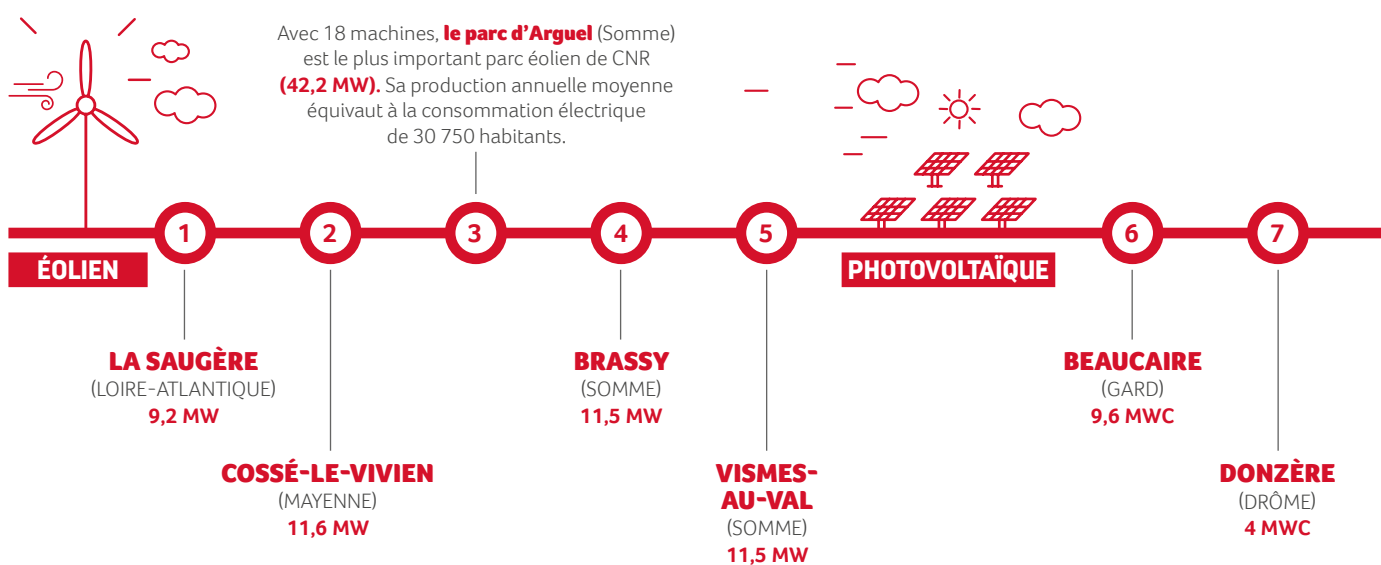 Avec 18 machines, le parc d'Arguel (Somme)
est le plus important parc éolien de CNR
(42,2 MW). Sa production annuelle moyenne
équivaut à la consommation électrique
de 30 750 habitants.
1
2
3
4
5
6
7
ÉOLIEN
PHOTOVOLTAÏQUE
LA SAUGÈRE
(LOIRE-ATLANTIQUE)
9,2 MW
COSSÉ-LE-VIVIEN
(MAYENNE)
11,6 MW
BRASSY
(SOMME)
11,5 MW
VISMES-
AU-VAL
(SOMME)
11,5 MW
BEAUCAIRE
(GARD)
9,6 MWC
DONZÈRE
(DRÔME)
4 MWC